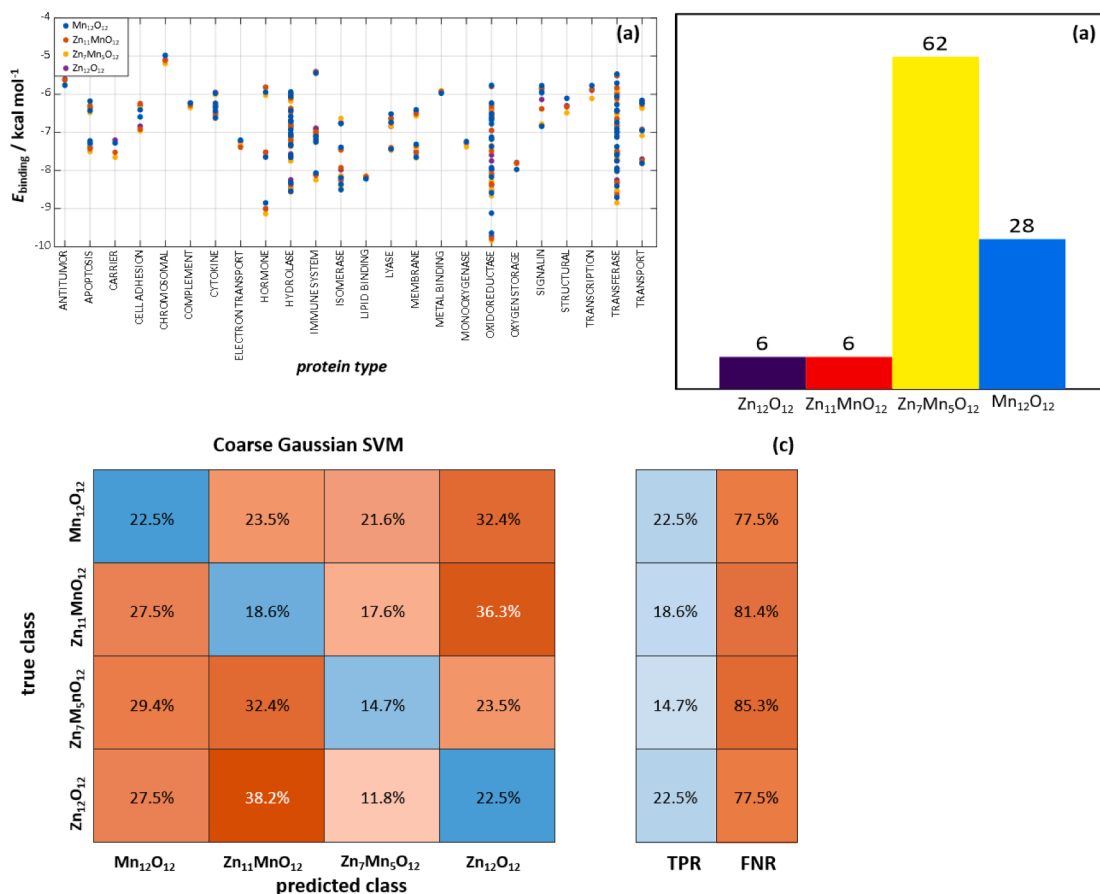 (a)
Mn₁₂O₁₂
Zn₁₁MnO₁₂
Zn₇Mn₅O₁₂
Zn₁₂O₁₂
E binding / kcal mol⁻¹
-4
-5
-6
-7
-8
-9
-10
ANTITUMOR
APOPTOSIS
CARRIER
CELL ADHESION
CHROMOSOMAL
COMPLEMENT
CYTOKINE
ELECTRON TRANSPORT
HORMONE
HYDROLASE
IMMUNE SYSTEM
ISOMERASE
LIPID BINDING
LYASE
MEMBRANE
METAL BINDING
MONOOXYGENASE
OXIDOREDUCTASE
OXYGEN STORAGE
SIGNALIN
STRUCTURAL
TRANSCRIPTION
TRANSFERASE
TRANSPORT
protein type
(a)
6
6
62
28
Zn₁₂O₁₂
Zn₁₁MnO₁₂
Zn₇Mn₅O₁₂
Mn₁₂O₁₂
Coarse Gaussian SVM
(c)
true class
Mn₁₂O₁₂
22.5% 23.5% 21.6% 32.4% 22.5% 77.5%
Zn₁₁MnO₁₂
27.5% 18.6% 17.6% 36.3% 18.6% 81.4%
Zn₇M₅nO₁₂
29.4% 32.4% 14.7% 23.5% 14.7% 85.3%
Zn₁₂O₁₂
27.5% 38.2% 11.8% 22.5% 22.5% 77.5%
Mn₁₂O₁₂ Zn₁₁MnO₁₂ Zn₇Mn₅O₁₂ Zn₁₂O₁₂ TPR FNR
predicted class